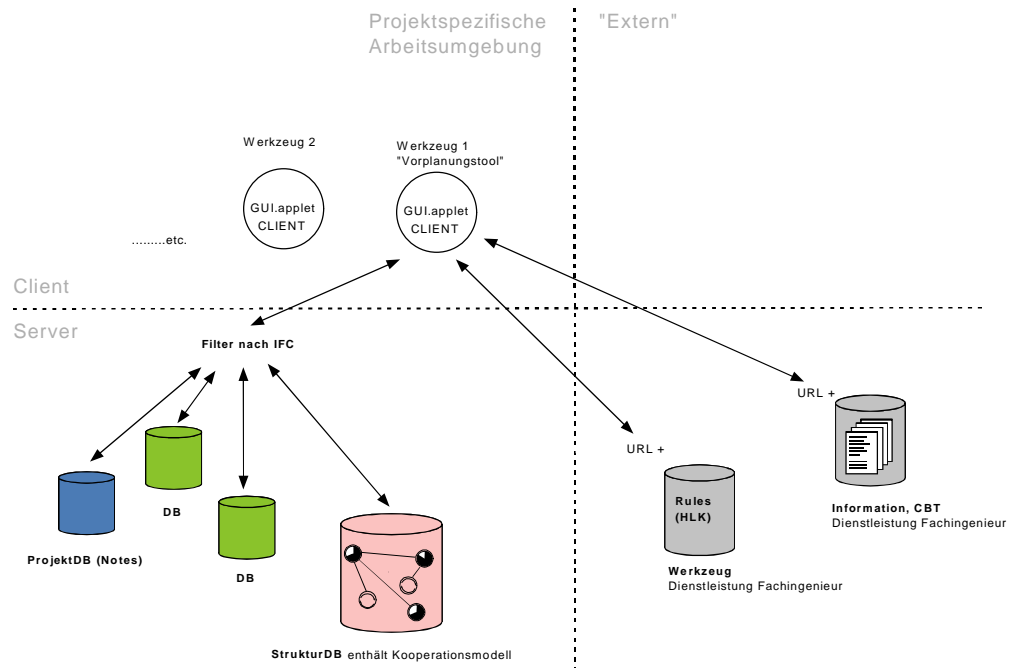 Projektspezifische
Arbeitsumgebung
"Extern"
Werkzeug 2
Werkzeug 1
"Vorplanungstool"
GUI.applet
CLIENT
GUI.applet
CLIENT
.........etc.
Client
Server
Filter nach IFC
URL +
URL +
Rules
(HLK)
Information, CBT
Dienstleistung Fachingenieur
DB
ProjektDB (Notes)
DB
Werkzeug
Dienstleistung Fachingenieur
StrukturDB enthält Kooperationsmodell